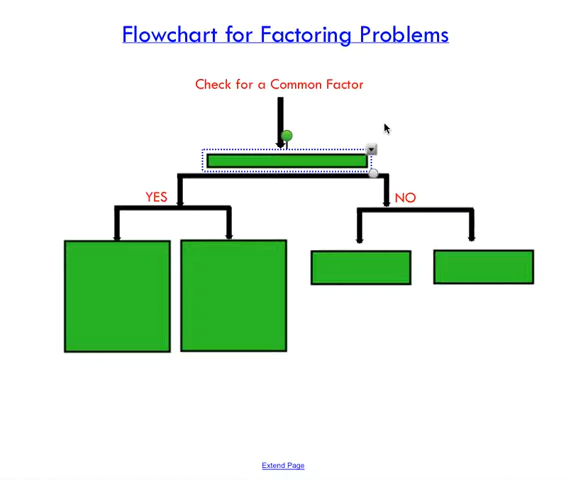 Flowchart for Factoring Problems
Check for a Common Factor
YES
NO
Extend Page